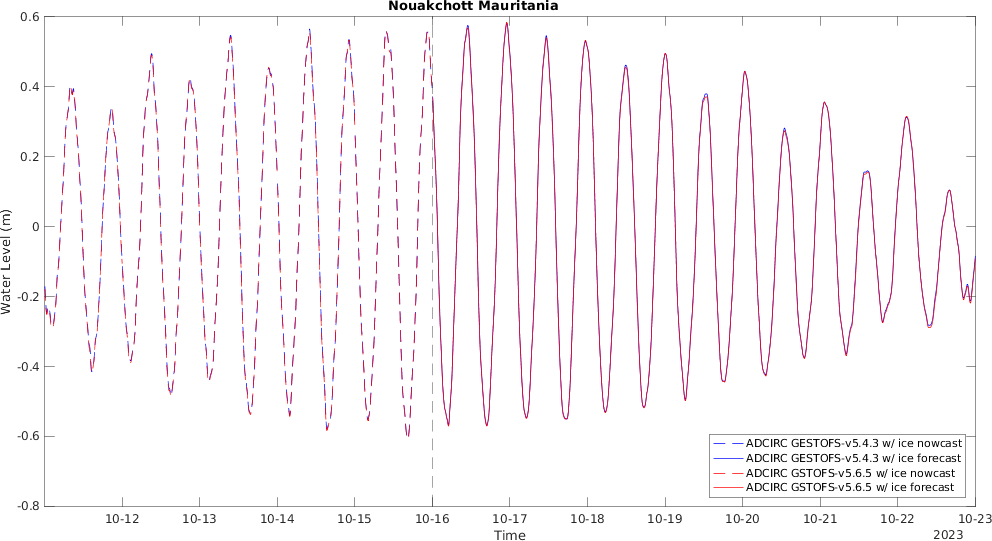 Nouakchott Mauritania
0.6
0.4
0.2
0
-0.2
-0.4
-0.6
-0.8
Water Level (m)
ADCIRC GESTOFS-v5.4.3 w/ ice nowcast
ADCIRC GESTOFS-v5.4.3 w/ ice forecast
ADCIRC GSTOFS-v5.6.5 w/ ice nowcast
ADCIRC GSTOFS-v5.6.5 w/ ice forecast
10-12 10-13 10-14 10-15 10-16 10-17 10-18 10-19 10-20 10-21 10-22 10-23
Time
2023